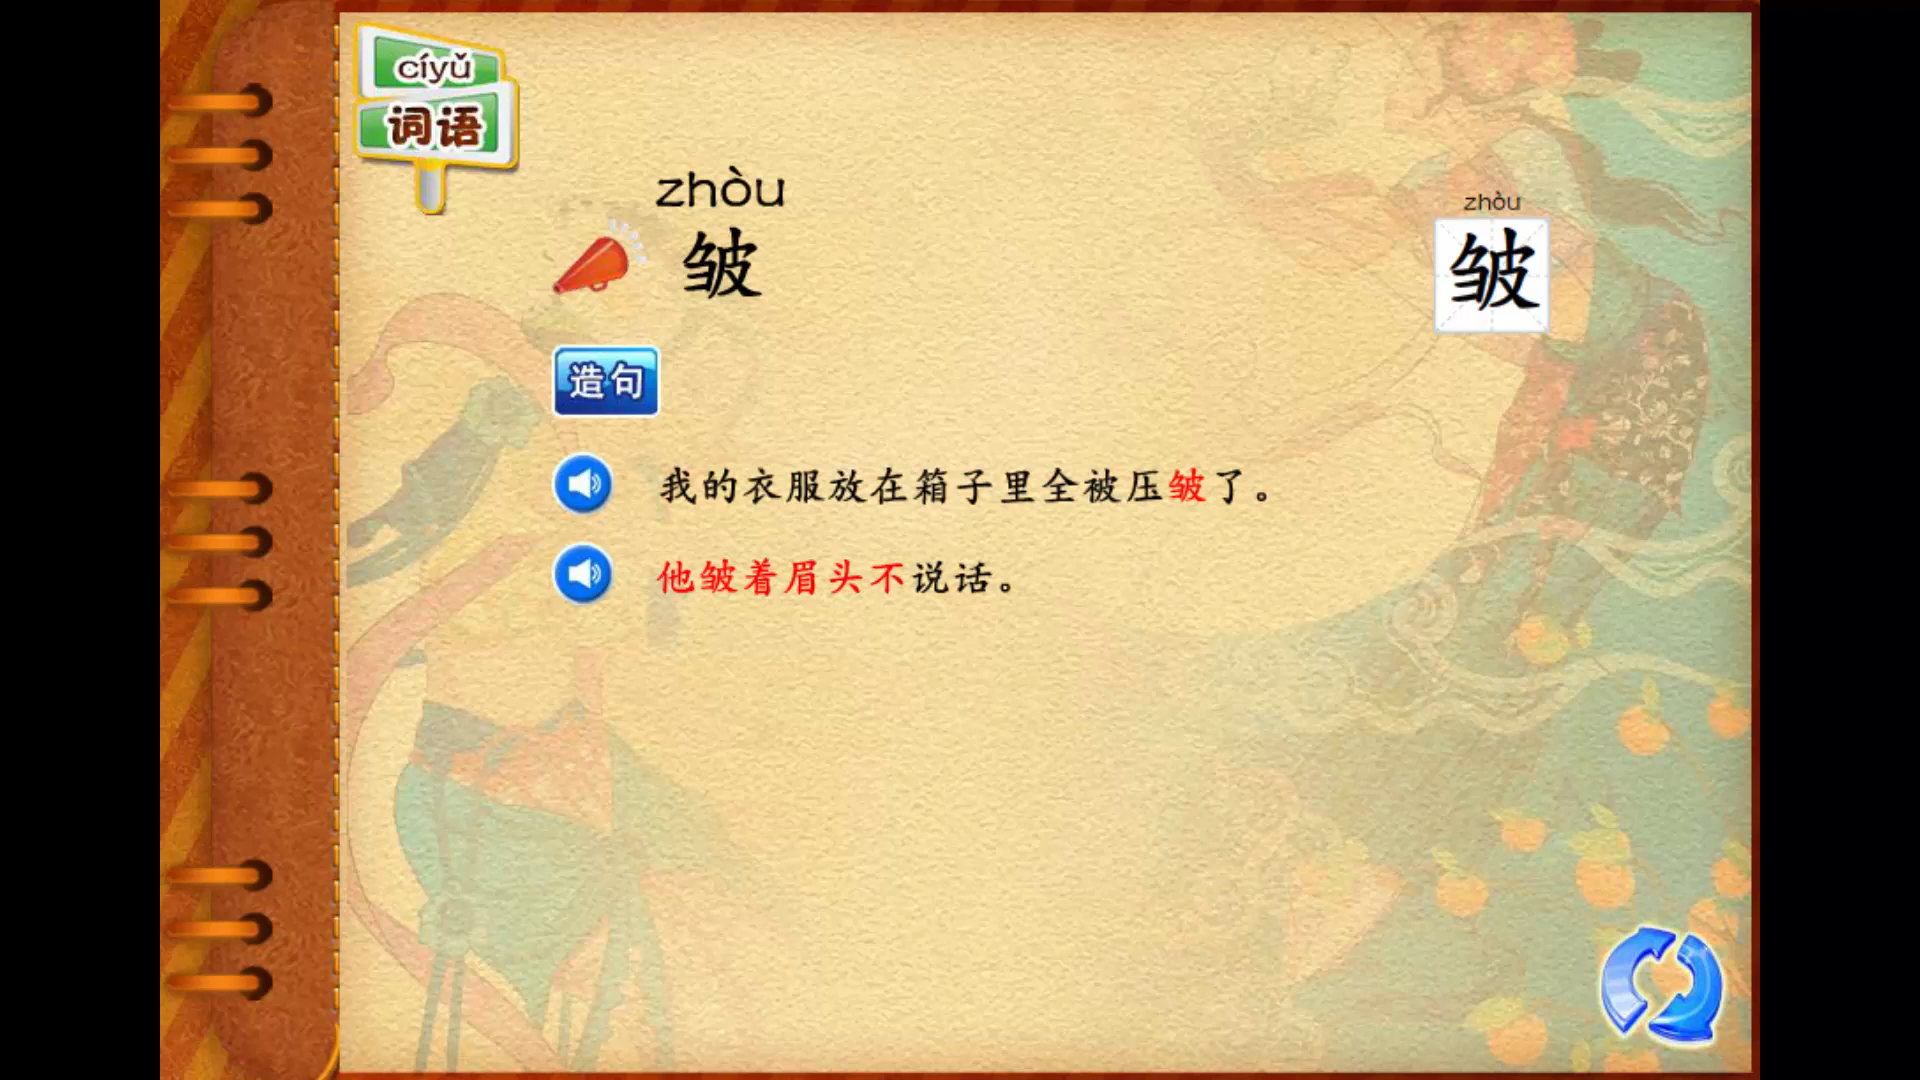 cíyǔ
词语
zhòu
皱
zhòu
皱
造句
我的衣服放在箱子里全被压皱了。
他皱着眉头不说话。